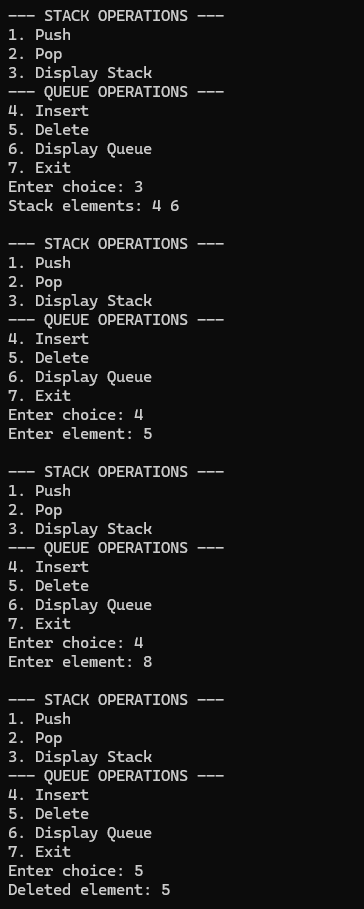 --- STACK OPERATIONS ---
1. Push
2. Pop
3. Display Stack
--- QUEUE OPERATIONS ---
4. Insert
5. Delete
6. Display Queue
7. Exit
Enter choice: 3
Stack elements: 4 6

--- STACK OPERATIONS ---
1. Push
2. Pop
3. Display Stack
--- QUEUE OPERATIONS ---
4. Insert
5. Delete
6. Display Queue
7. Exit
Enter choice: 4
Enter element: 5

--- STACK OPERATIONS ---
1. Push
2. Pop
3. Display Stack
--- QUEUE OPERATIONS ---
4. Insert
5. Delete
6. Display Queue
7. Exit
Enter choice: 4
Enter element: 8

--- STACK OPERATIONS ---
1. Push
2. Pop
3. Display Stack
--- QUEUE OPERATIONS ---
4. Insert
5. Delete
6. Display Queue
7. Exit
Enter choice: 5
Deleted element: 5